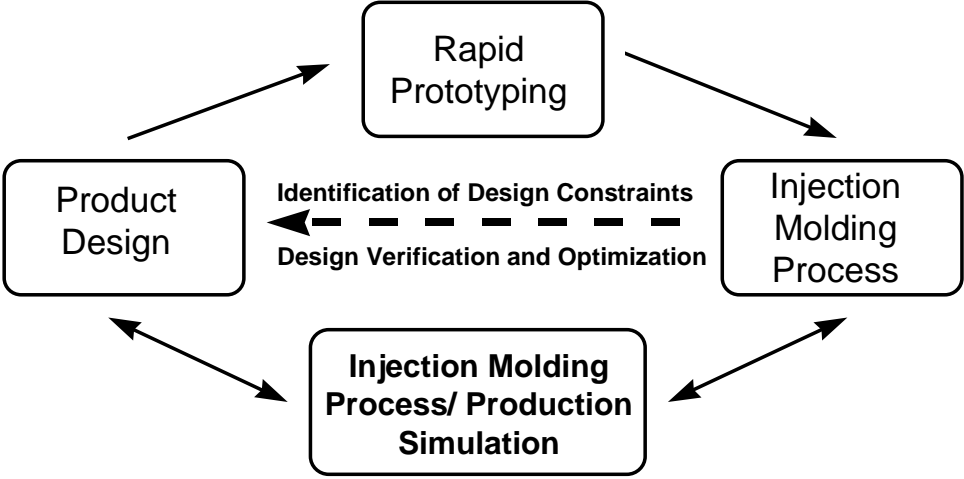 Rapid
Prototyping
Product
Design
Identification of Design Constraints
Design Verification and Optimization
Injection
Molding
Process
Injection Molding
Process/ Production
Simulation